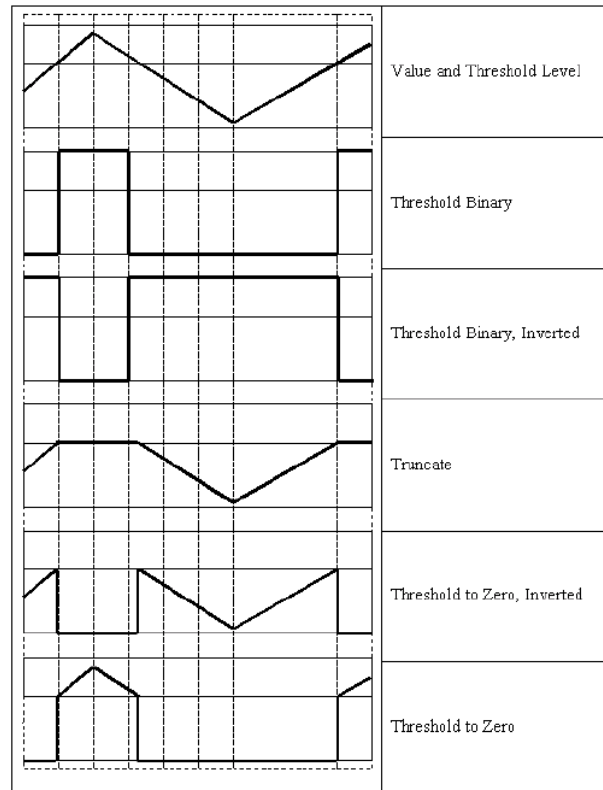 Value and Threshold Level
Threshold Binary
Threshold Binary, Inverted
Truncate
Threshold to Zero, Inverted
Threshold to Zero